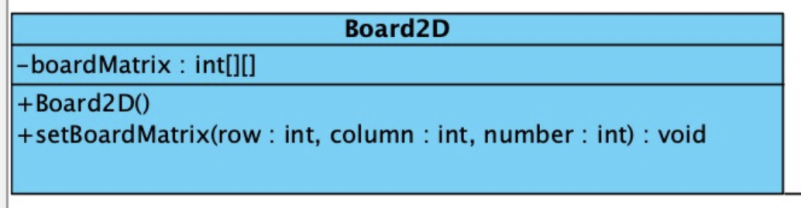 Board2D
-boardMatrix : int[][]
+Board2D()
+setBoardMatrix(row : int, column : int, number : int) : void